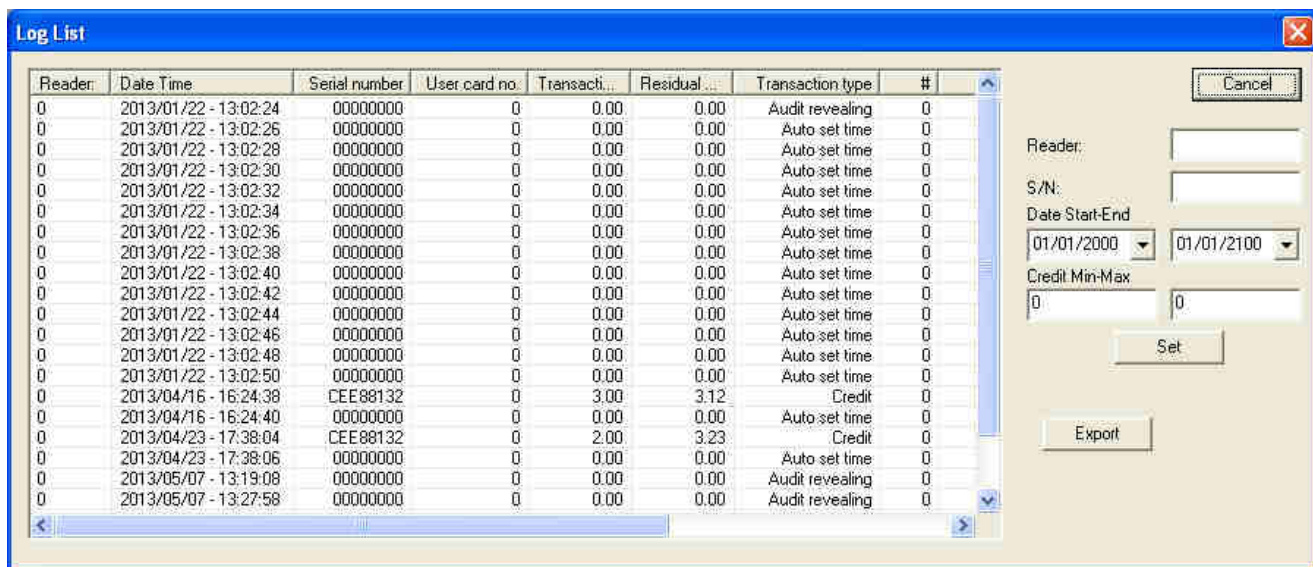 Log List
Reader: Date Time Serial number User card no. Transacti... Residual ... Transaction type #
0 2013/01/22 - 13:02:24 00000000 0 0.00 0.00 Audit revealing 0
0 2013/01/22 - 13:02:26 00000000 0 0.00 0.00 Auto set time 0
0 2013/01/22 - 13:02:28 00000000 0 0.00 0.00 Auto set time 0
0 2013/01/22 - 13:02:30 00000000 0 0.00 0.00 Auto set time 0
0 2013/01/22 - 13:02:32 00000000 0 0.00 0.00 Auto set time 0
0 2013/01/22 - 13:02:34 00000000 0 0.00 0.00 Auto set time 0
0 2013/01/22 - 13:02:36 00000000 0 0.00 0.00 Auto set time 0
0 2013/01/22 - 13:02:38 00000000 0 0.00 0.00 Auto set time 0
0 2013/01/22 - 13:02:40 00000000 0 0.00 0.00 Auto set time 0
0 2013/01/22 - 13:02:42 00000000 0 0.00 0.00 Auto set time 0
0 2013/01/22 - 13:02:44 00000000 0 0.00 0.00 Auto set time 0
0 2013/01/22 - 13:02:46 00000000 0 0.00 0.00 Auto set time 0
0 2013/01/22 - 13:02:48 00000000 0 0.00 0.00 Auto set time 0
0 2013/01/22 - 13:02:50 00000000 0 0.00 0.00 Auto set time 0
0 2013/04/16 - 16:24:38 CEE88132 0 3.00 3.12 Credit 0
0 2013/04/16 - 16:24:40 00000000 0 0.00 0.00 Auto set time 0
0 2013/04/23 - 17:38:04 CEE88132 0 2.00 3.23 Credit 0
0 2013/04/23 - 17:38:06 00000000 0 0.00 0.00 Auto set time 0
0 2013/05/07 - 13:19:08 00000000 0 0.00 0.00 Audit revealing 0
0 2013/05/07 - 13:27:58 00000000 0 0.00 0.00 Audit revealing 0
Cancel
Reader:
S/N:
Date Start-End
01/01/2000 01/01/2100
Credit Min-Max
0 0
Set
Export